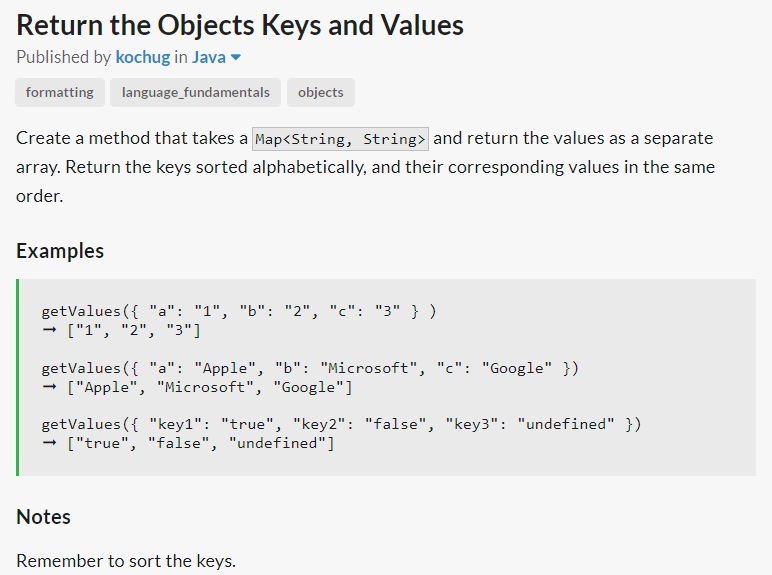 Return the Objects Keys and Values
Published by kochug in Java
formatting language_fundamentals objects
Create a method that takes a Map<String, String> and return the values as a separate
array. Return the keys sorted alphabetically, and their corresponding values in the same
order.
Examples
getValues({ "a": "1", "b": "2", "c": "3" } )
➞ ["1", "2", "3"]
getValues({ "a": "Apple", "b": "Microsoft", "c": "Google" })
➞ ["Apple", "Microsoft", "Google"]
getValues({ "key1": "true", "key2": "false", "key3": "undefined" })
➞ ["true", "false", "undefined"]
Notes
Remember to sort the keys.